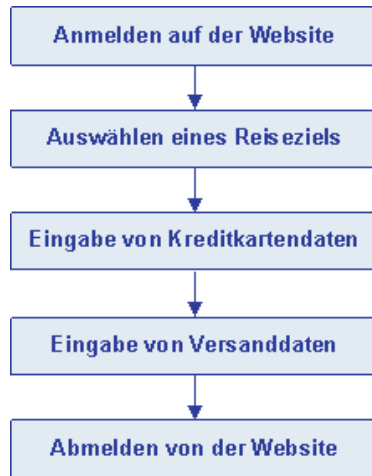 Anmelden auf der Website
Auswählen eines Reiseziels
Eingabe von Kreditkartendaten
Eingabe von Versanddaten
Abmelden von der Website